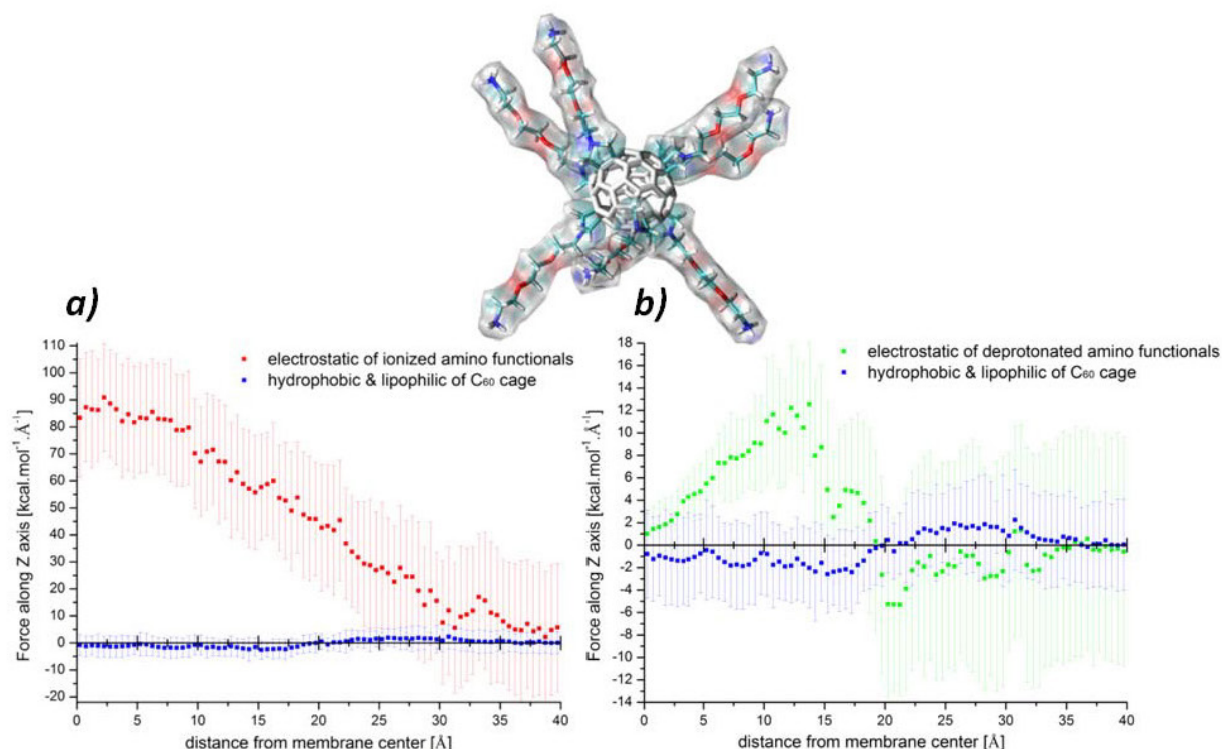 a)
electrostatic of ionized amino functionals
hydrophobic & lipophilic of C₆₀ cage
Force along Z axis [kcal.mol⁻¹.Å⁻¹]
110
100
90
80
70
60
50
40
30
20
10
0
-10
-20
0 5 10 15 20 25 30 35 40
distance from membrane center [Å]
b)
electrostatic of deprotonated amino functionals
hydrophobic & lipophilic of C₆₀ cage
Force along Z axis [kcal.mol⁻¹.Å⁻¹]
18
16
14
12
10
8
6
4
2
0
-2
-4
-6
-8
-10
-12
-14
0 5 10 15 20 25 30 35 40
distance from membrane center [Å]